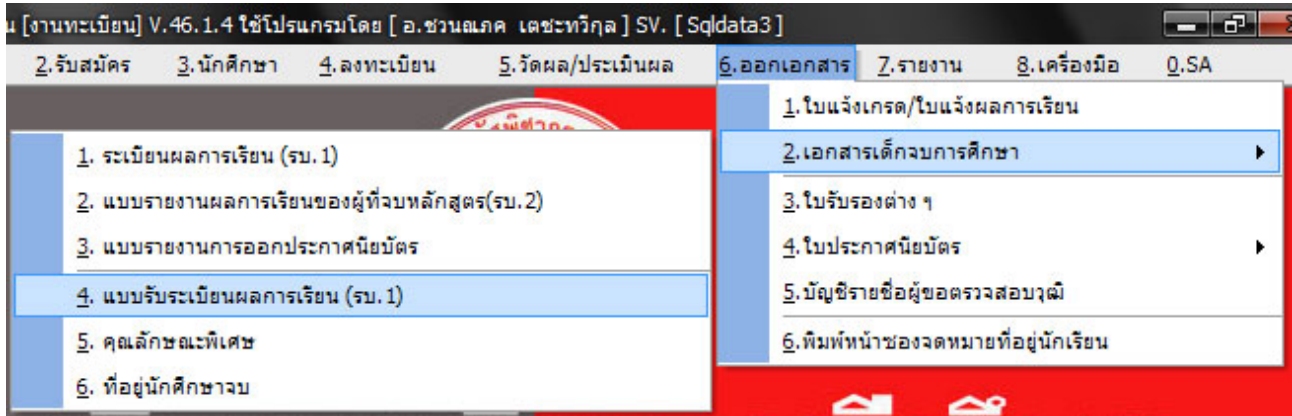 น [งานทะเบียน] V.46.1.4 ใช้โปรแกรมโดย [ อ.ชวนณภค เตชะทวีกุล ] SV. [ Sqldata3 ]
2.รับสมัคร 3.นักศึกษา 4.ลงทะเบียน 5.วัดผล/ประเมินผล 6.ออกเอกสาร 7.รายงาน 8.เครื่องมือ 0.SA
1.ใบแจ้งเกรด/ใบแจ้งผลการเรียน
2.เอกสารเด็กจบการศึกษา
3.ใบรับรองต่าง ๆ
4.ใบประกาศนียบัตร
5.บัญชีรายชื่อผู้ขอตรวจสอบวุฒิ
6.พิมพ์หน้าซองจดหมายที่อยู่นักเรียน
1. ระเบียนผลการเรียน (รบ.1)
2. แบบรายงานผลการเรียนของผู้ที่จบหลักสูตร(รบ.2)
3. แบบรายงานการออกประกาศนียบัตร
4. แบบรับระเบียนผลการเรียน (รบ.1)
5. คุณลักษณะพิเศษ
6. ที่อยู่นักศึกษาจบ